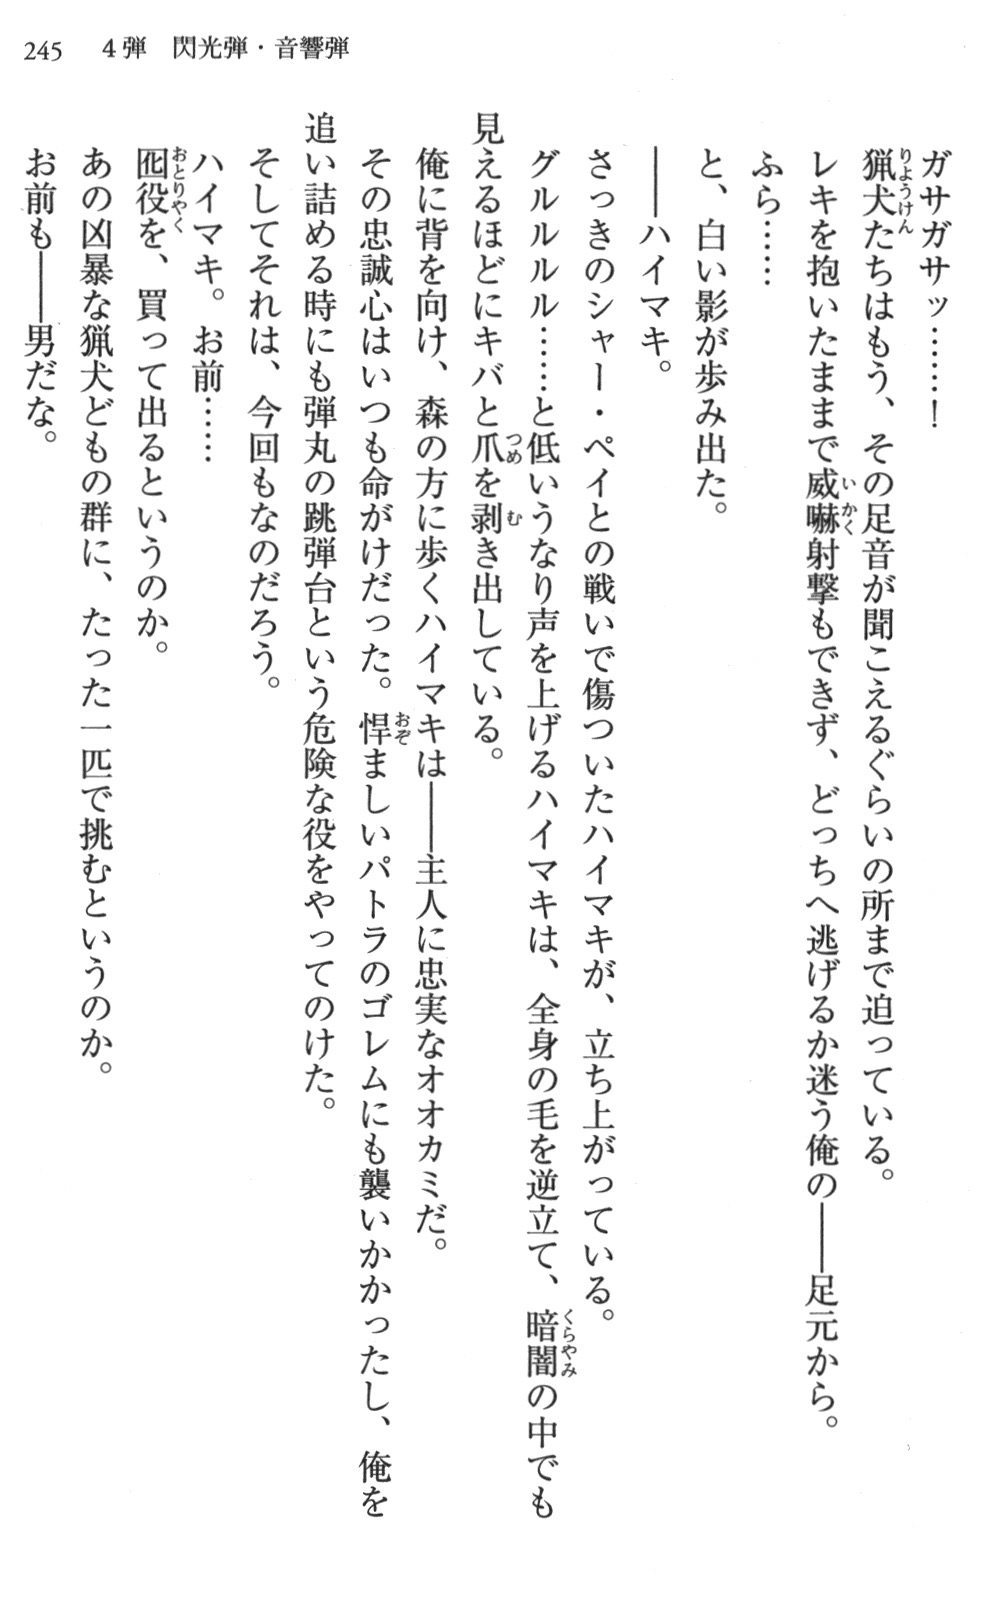 245　4弾　閃光弾・音響弾
ガサガサッ……！
猟犬たちはもう、その足音が聞こえるぐらいの所まで迫っている。
レキを抱いたままで威嚇射撃もできず、どっちへ逃げるか迷う俺の――足元から。
ふら……
と、白い影が歩み出た。
――ハイマキ。
さっきのシャー・ペイとの戦いで傷ついたハイマキが、立ち上がっている。
グルルルル……と低いうなり声を上げるハイマキは、全身の毛を逆立て、暗闇の中でも
見えるほどにキバと爪を剥き出している。
俺に背を向け、森の方に歩くハイマキは――主人に忠実なオオカミだ。
その忠誠心はいつも命がけだった。悍ましいパトラのゴレムにも襲いかかったし、俺を
追い詰める時にも弾丸の跳弾台という危険な役をやってのけた。
そしてそれは、今回もなのだろう。
ハイマキ。お前……
囮役を、買って出るというのか。
あの凶暴な猟犬どもの群に、たった一匹で挑むというのか。
お前も――男だな。